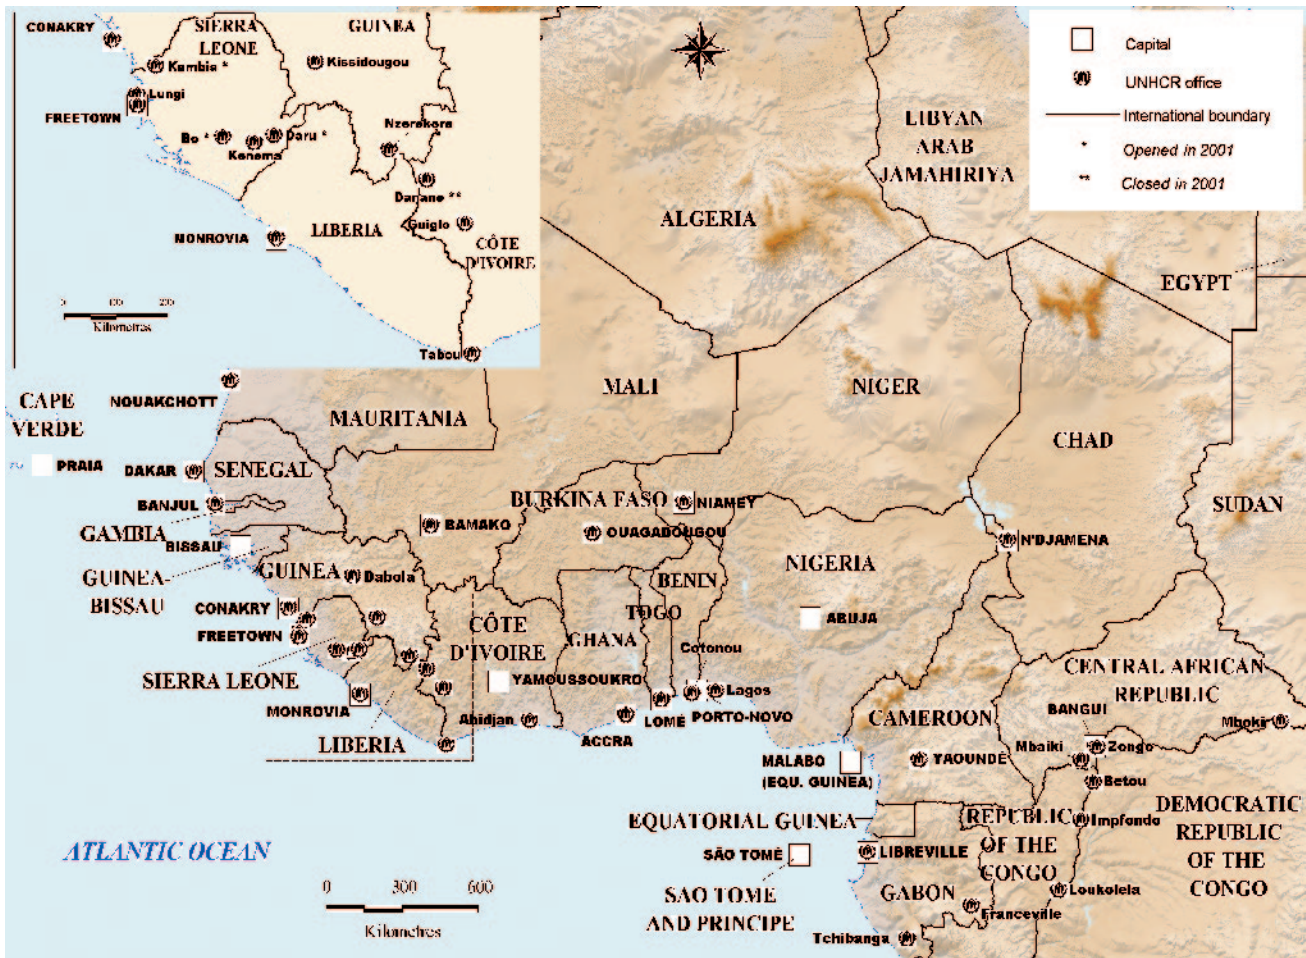 CONAKRY
SIERRA
LEONE
GUINEA
Kambia *
Kissidougou
Lungi
FREETOWN
Bo *
Kenema
Daru *
Nzerekore
Danane **
Guiglo
LIBERIA
MONROVIA
CÔTE
D'IVOIRE
0 100 200
Kilometres
Tabou
Capital
UNHCR office
International boundary
* Opened in 2001
** Closed in 2001
LIBYAN
ARAB
JAMAHIRIYA
ALGERIA
EGYPT
NOUAKCHOTT
CAPE
VERDE
MAURITANIA
MALI
NIGER
CHAD
SUDAN
PRAIA
DAKAR
SENEGAL
BANJUL
GAMBIA
BISSAU
GUINEA-
BISSAU
BAMAKO
BURKINA FASO
NIAMEY
OUAGADOUGOU
N'DJAMENA
NIGERIA
GUINEA
Dabola
BENIN
TOGO
ABUJA
CONAKRY
FREETOWN
CÔTE
D'IVOIRE
GHANA
Cotonou
SIERRA LEONE
YAMOUSSOUKRO
MONROVIA
LIBERIA
Abidjan
ACCRA
LOMÉ
PORTO-NOVO
Lagos
CENTRAL AFRICAN
REPUBLIC
CAMEROON
BANGUI
Mboki
Mbaiki
Zongo
YAOUNDÉ
MALABO
(EQU. GUINEA)
Betou
EQUATORIAL GUINEA
REPUBLIC
OF THE
CONGO
Impfondo
DEMOCRATIC
REPUBLIC
OF THE
CONGO
ATLANTIC OCEAN
SÃO TOMÉ
LIBREVILLE
SAO TOME
AND PRINCIPE
GABON
Loukolela
Franceville
Tchibanga
0 300 600
Kilometres